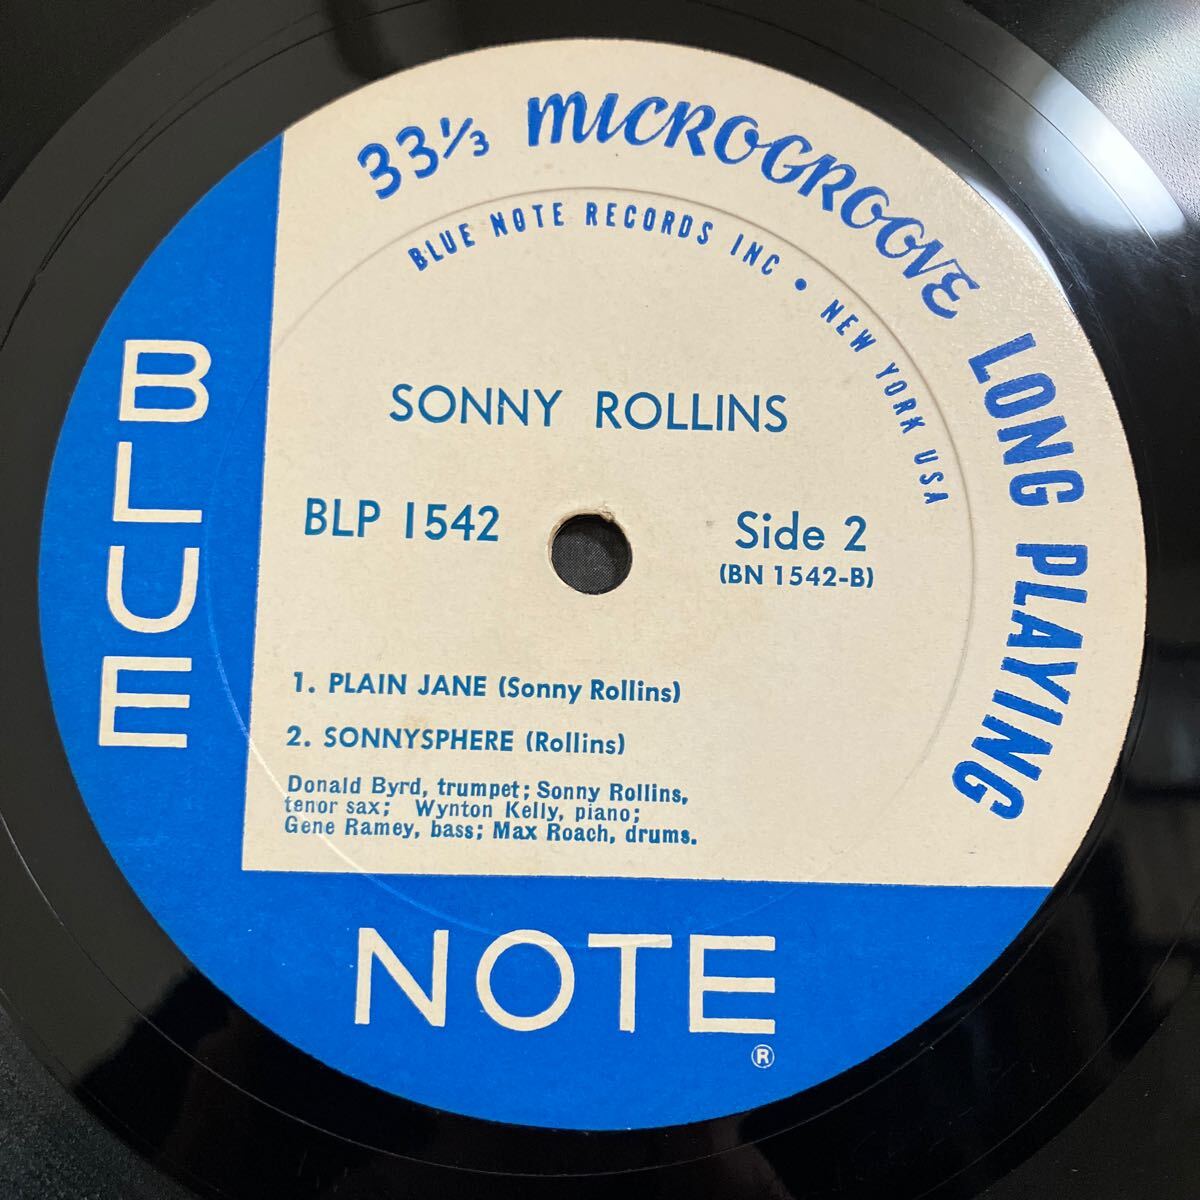 33⅓ MICROGROOVE LONG PLAYING
BLUE NOTE RECORDS INC • NEW YORK USA
SONNY ROLLINS
BLP 1542
Side 2
(BN 1542-B)
1. PLAIN JANE (Sonny Rollins)
2. SONNYSPHERE (Rollins)
Donald Byrd, trumpet; Sonny Rollins,
tenor sax; Wynton Kelly, piano;
Gene Ramey, bass; Max Roach, drums.
BLUE
NOTE
®